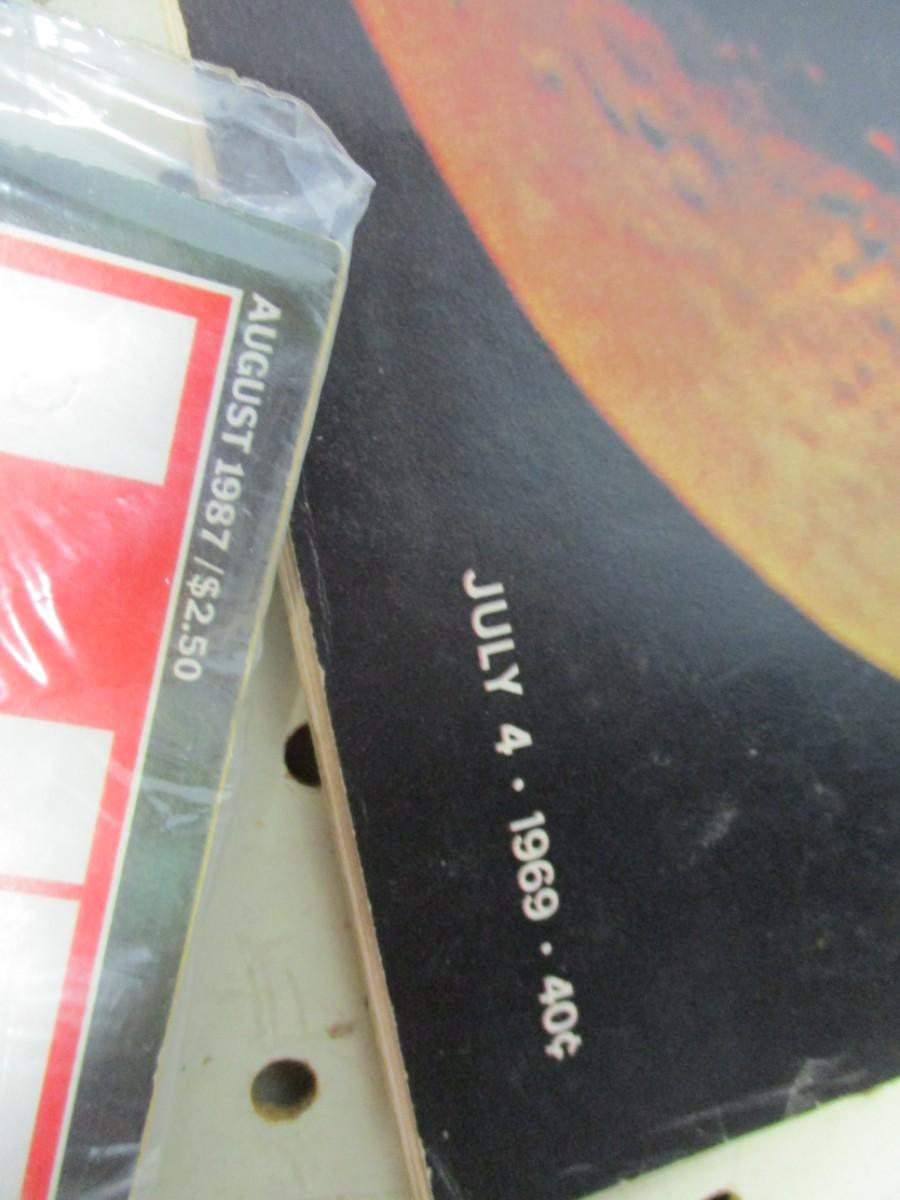 AUGUST 1987 / $2.50
JULY 4 · 1969 · 40¢